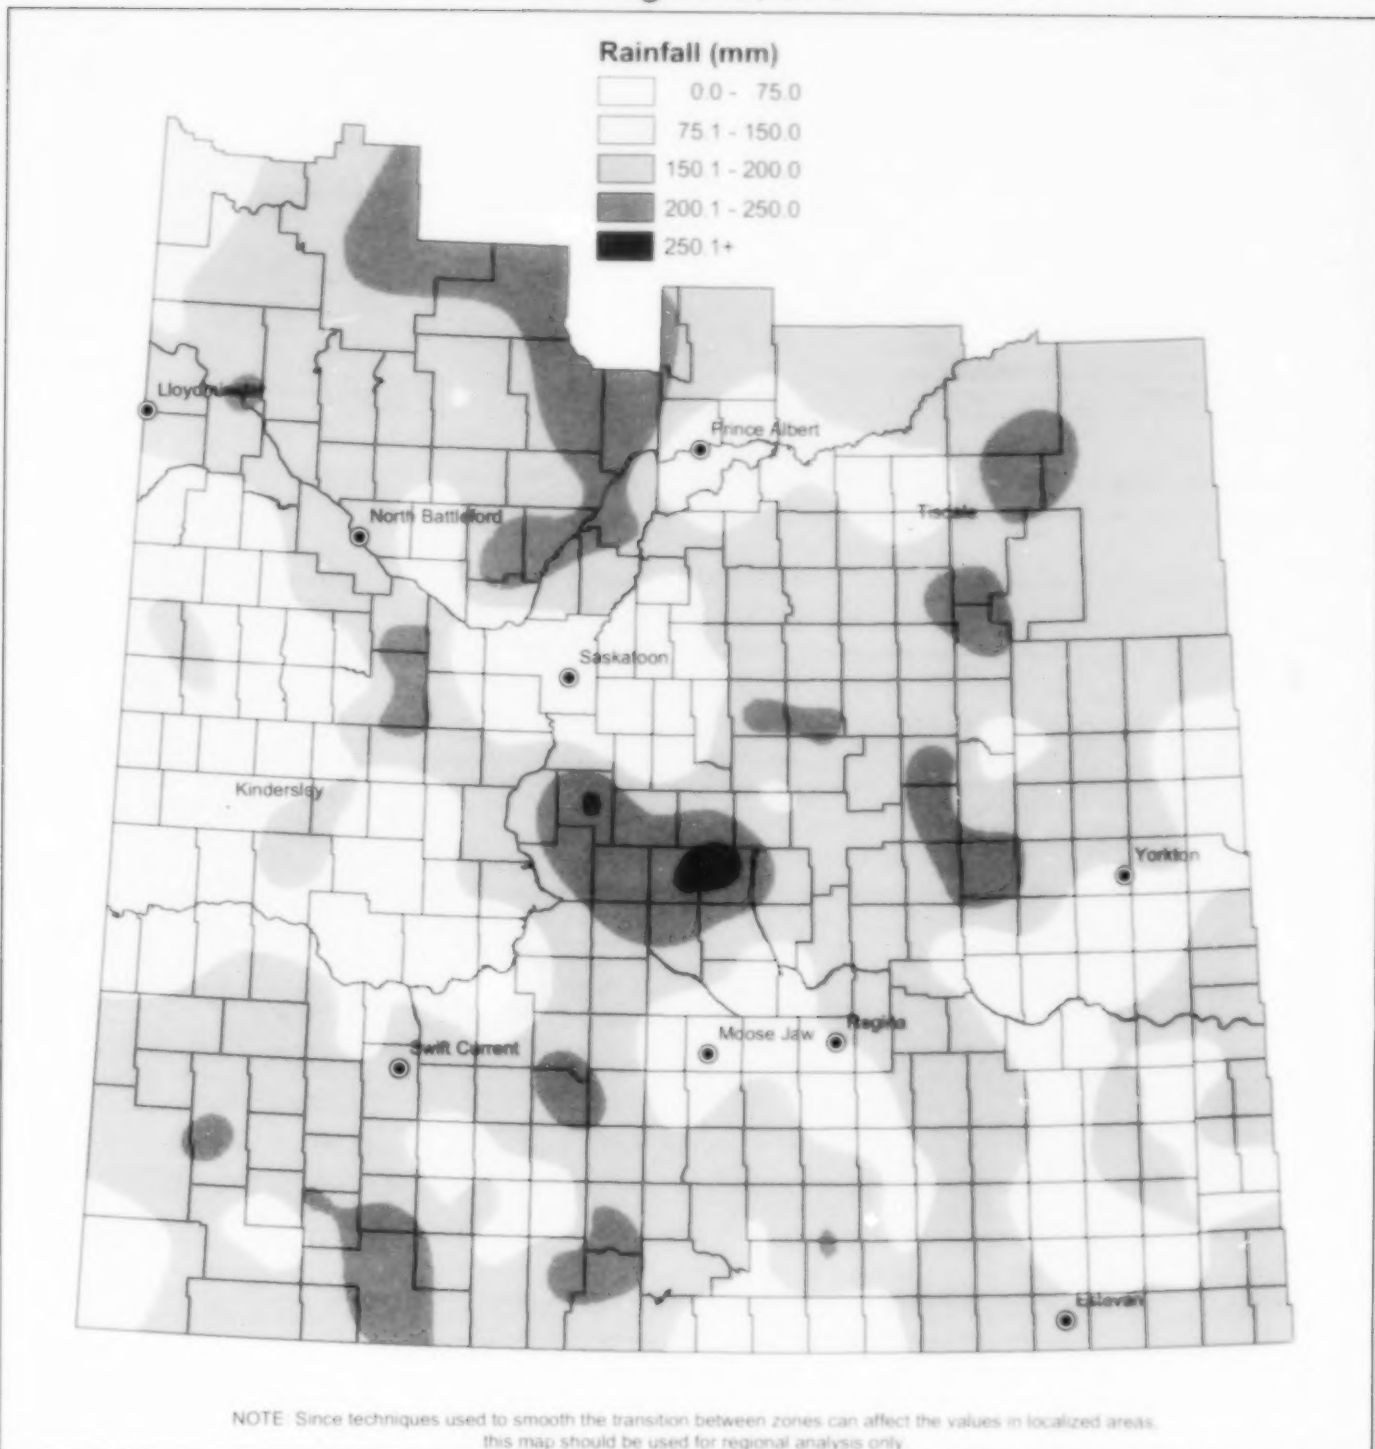 Rainfall (mm)
0.0 - 75.0
75.1 - 150.0
150.1 - 200.0
200.1 - 250.0
250.1+
Lloydminster
Prince Albert
North Battleford
Tisdale
Saskatoon
Kindersley
Yorkton
Regina
Moose Jaw
Swift Current
Estevan
NOTE: Since techniques used to smooth the transition between zones can affect the values in localized areas,
this map should be used for regional analysis only.